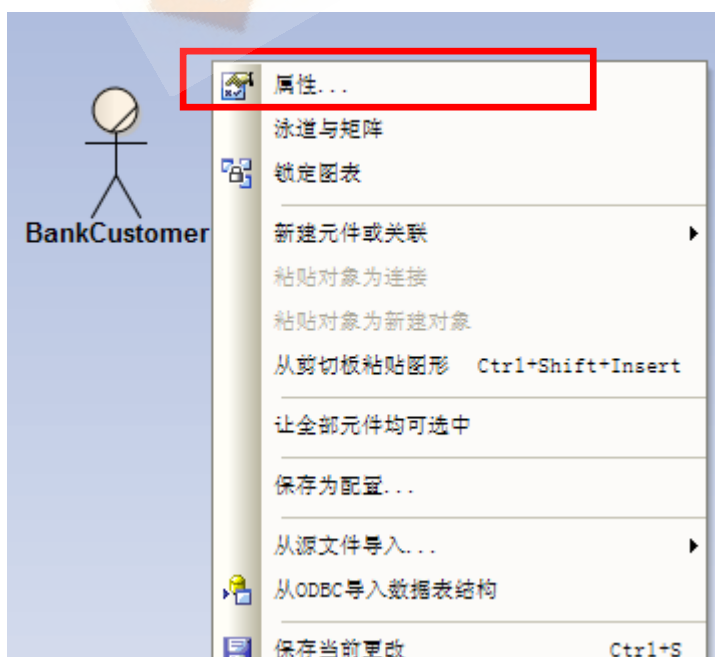 属性...
泳道与矩阵
锁定图表
BankCustomer
新建元件或关联
粘贴对象为连接
粘贴对象为新建对象
从剪切板粘贴图形 Ctrl+Shift+Insert
让全部元件均可选中
保存为配置...
从源文件导入...
从ODBC导入数据表结构
保存当前更改 Ctrl+S